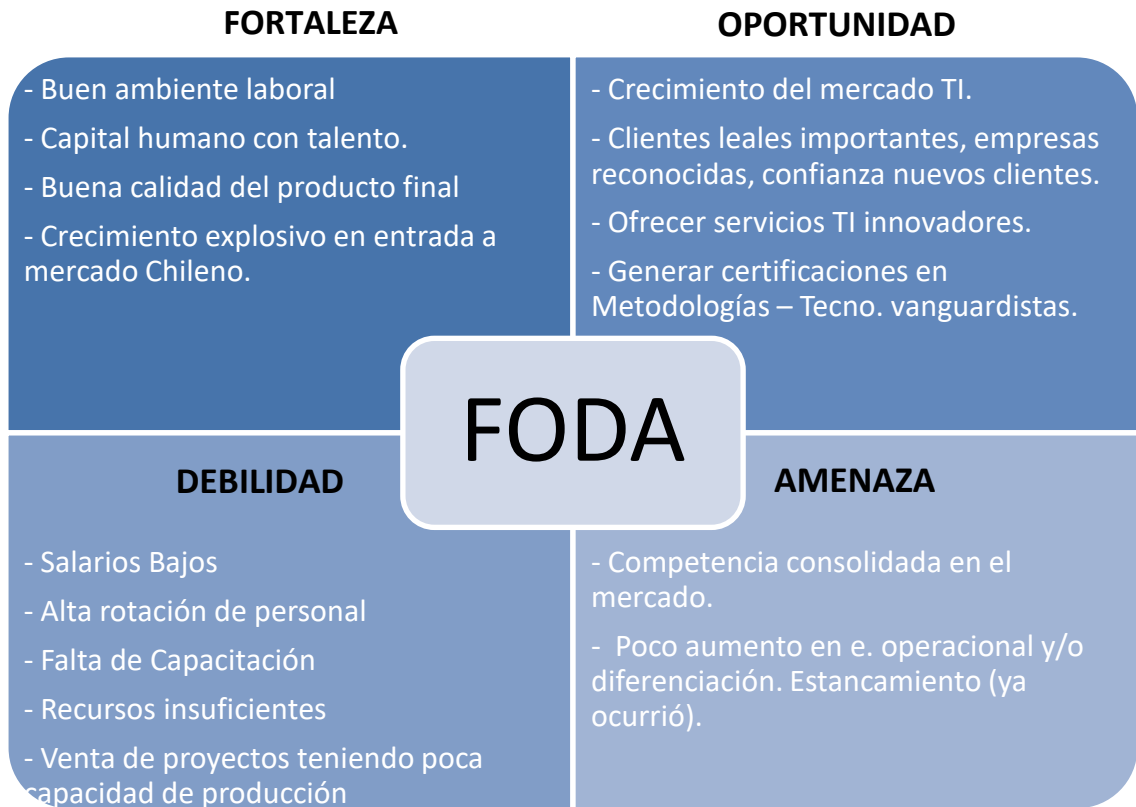 FORTALEZA
- Buen ambiente laboral
- Capital humano con talento.
- Buena calidad del producto final
- Crecimiento explosivo en entrada a
mercado Chileno.
OPORTUNIDAD
- Crecimiento del mercado TI.
- Clientes leales importantes, empresas
reconocidas, confianza nuevos clientes.
- Ofrecer servicios TI innovadores.
- Generar certificaciones en
Metodologías – Tecno. vanguardistas.
FODA
DEBILIDAD
- Salarios Bajos
- Alta rotación de personal
- Falta de Capacitación
- Recursos insuficientes
- Venta de proyectos teniendo poca
capacidad de producción
AMENAZA
- Competencia consolidada en el
mercado.
- Poco aumento en e. operacional y/o
diferenciación. Estancamiento (ya
ocurrió).